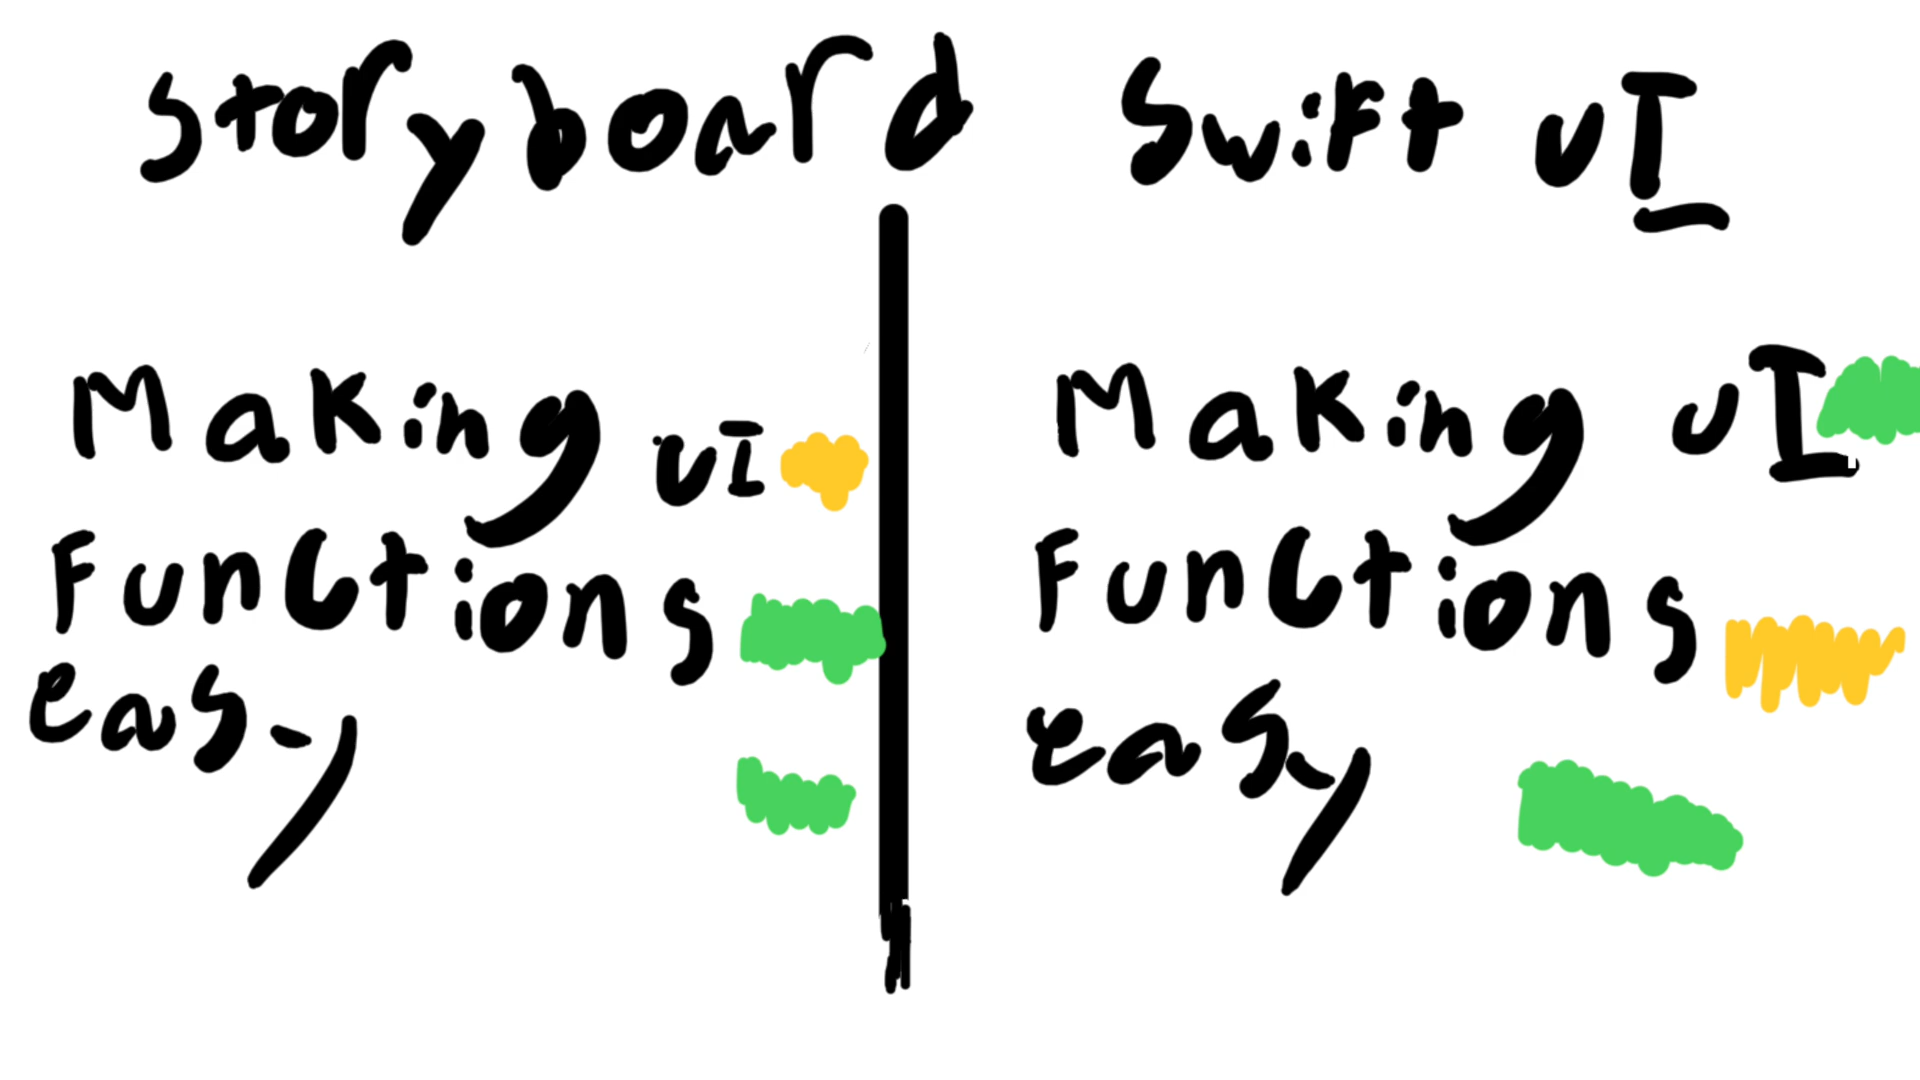 Storyboard
Making UI
Functions
easy
Swift UI
Making UI
Functions
easy